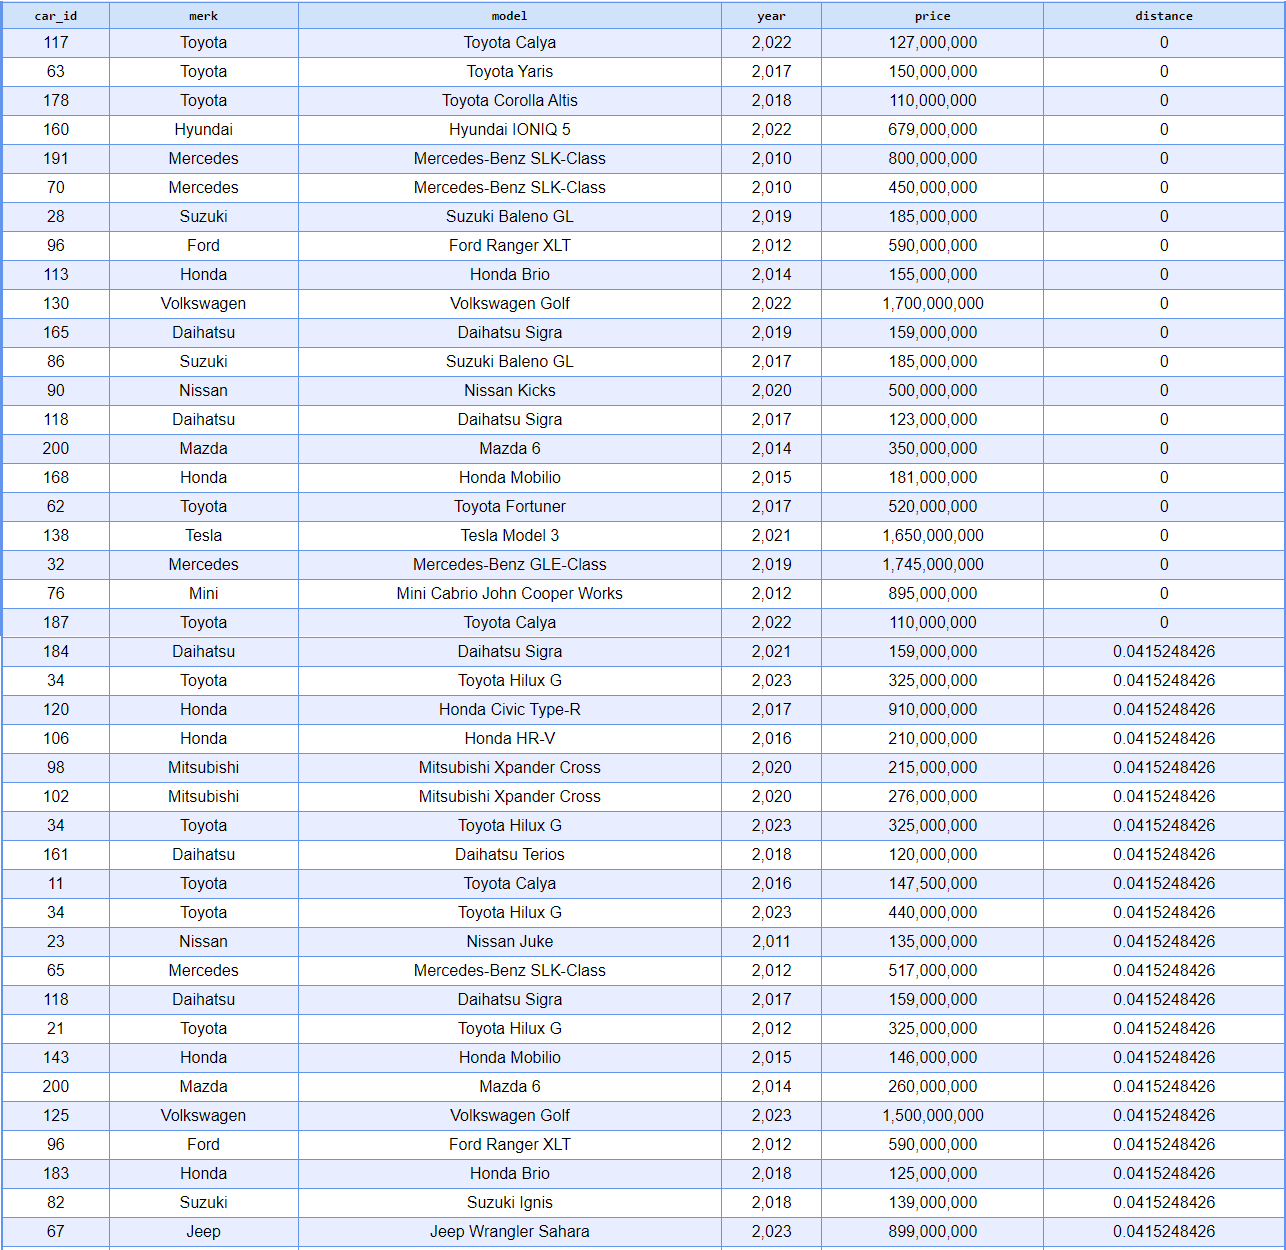 car_id merk model year price distance
117 Toyota Toyota Calya 2,022 127,000,000 0
63 Toyota Toyota Yaris 2,017 150,000,000 0
178 Toyota Toyota Corolla Altis 2,018 110,000,000 0
160 Hyundai Hyundai IONIQ 5 2,022 679,000,000 0
191 Mercedes Mercedes-Benz SLK-Class 2,010 800,000,000 0
70 Mercedes Mercedes-Benz SLK-Class 2,010 450,000,000 0
28 Suzuki Suzuki Baleno GL 2,019 185,000,000 0
96 Ford Ford Ranger XLT 2,012 590,000,000 0
113 Honda Honda Brio 2,014 155,000,000 0
130 Volkswagen Volkswagen Golf 2,022 1,700,000,000 0
165 Daihatsu Daihatsu Sigra 2,019 159,000,000 0
86 Suzuki Suzuki Baleno GL 2,017 185,000,000 0
90 Nissan Nissan Kicks 2,020 500,000,000 0
118 Daihatsu Daihatsu Sigra 2,017 123,000,000 0
200 Mazda Mazda 6 2,014 350,000,000 0
168 Honda Honda Mobilio 2,015 181,000,000 0
62 Toyota Toyota Fortuner 2,017 520,000,000 0
138 Tesla Tesla Model 3 2,021 1,650,000,000 0
32 Mercedes Mercedes-Benz GLE-Class 2,019 1,745,000,000 0
76 Mini Mini Cabrio John Cooper Works 2,012 895,000,000 0
187 Toyota Toyota Calya 2,022 110,000,000 0
184 Daihatsu Daihatsu Sigra 2,021 159,000,000 0.0415248426
34 Toyota Toyota Hilux G 2,023 325,000,000 0.0415248426
120 Honda Honda Civic Type-R 2,017 910,000,000 0.0415248426
106 Honda Honda HR-V 2,016 210,000,000 0.0415248426
98 Mitsubishi Mitsubishi Xpander Cross 2,020 215,000,000 0.0415248426
102 Mitsubishi Mitsubishi Xpander Cross 2,020 276,000,000 0.0415248426
34 Toyota Toyota Hilux G 2,023 325,000,000 0.0415248426
161 Daihatsu Daihatsu Terios 2,018 120,000,000 0.0415248426
11 Toyota Toyota Calya 2,016 147,500,000 0.0415248426
34 Toyota Toyota Hilux G 2,023 440,000,000 0.0415248426
23 Nissan Nissan Juke 2,011 135,000,000 0.0415248426
65 Mercedes Mercedes-Benz SLK-Class 2,012 517,000,000 0.0415248426
118 Daihatsu Daihatsu Sigra 2,017 159,000,000 0.0415248426
21 Toyota Toyota Hilux G 2,012 325,000,000 0.0415248426
143 Honda Honda Mobilio 2,015 146,000,000 0.0415248426
200 Mazda Mazda 6 2,014 260,000,000 0.0415248426
125 Volkswagen Volkswagen Golf 2,023 1,500,000,000 0.0415248426
96 Ford Ford Ranger XLT 2,012 590,000,000 0.0415248426
183 Honda Honda Brio 2,018 125,000,000 0.0415248426
82 Suzuki Suzuki Ignis 2,018 139,000,000 0.0415248426
67 Jeep Jeep Wrangler Sahara 2,023 899,000,000 0.0415248426